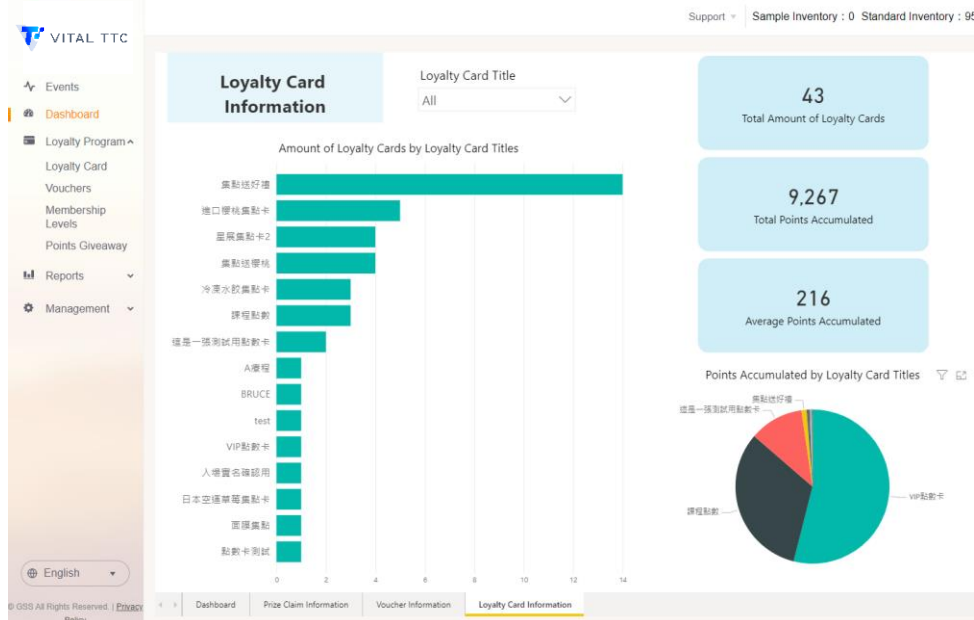 Support
Sample Inventory：0 Standard Inventory：95
VITAL TTC
Events
Dashboard
Loyalty Program
Loyalty Card
Vouchers
Membership
Levels
Points Giveaway
Reports
Management
English
© GSS All Rights Reserved. | Privacy
Policy
Loyalty Card
Information
Loyalty Card Title
All
Amount of Loyalty Cards by Loyalty Card Titles
集點送好禮
進口櫻桃集點卡
星展集點卡2
集點送櫻桃
冷凍水餃集點卡
課程點數
這是一張測試用點數卡
A療程
BRUCE
test
VIP點數卡
入場實名確認用
日本空運草莓集點卡
面膜集點
點數卡測試
0 2 4 6 8 10 12 14
43
Total Amount of Loyalty Cards
9,267
Total Points Accumulated
216
Average Points Accumulated
Points Accumulated by Loyalty Card Titles
集點送好禮
這是一張測試用點數卡
課程點數
VIP點數卡
Dashboard
Prize Claim Information
Voucher Information
Loyalty Card Information